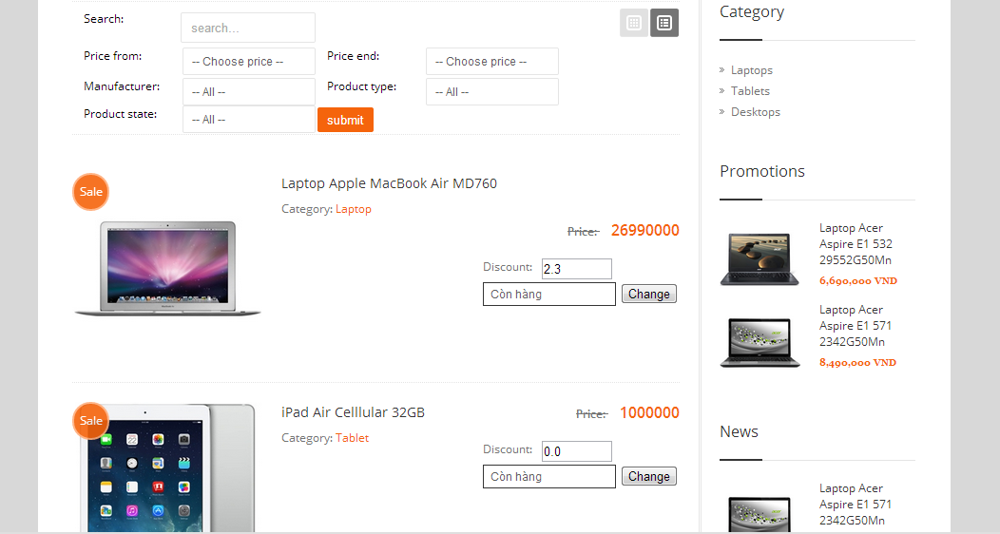 Search:
search...
Price from:
-- Choose price --
Price end:
-- Choose price --
Manufacturer:
-- All --
Product type:
-- All --
Product state:
-- All --
submit
Sale
Laptop Apple MacBook Air MD760
Category: Laptop
Price: 26990000
Discount: 2.3
Còn hàng
Change
Sale
iPad Air Celllular 32GB
Price: 1000000
Category: Tablet
Discount: 0.0
Còn hàng
Change
Category
Laptops
Tablets
Desktops
Promotions
Laptop Acer
Aspire E1 532
29552G50Mn
6,690,000 VND
Laptop Acer
Aspire E1 571
2342G50Mn
8,490,000 VND
News
Laptop Acer
Aspire E1 571
2342G50Mn